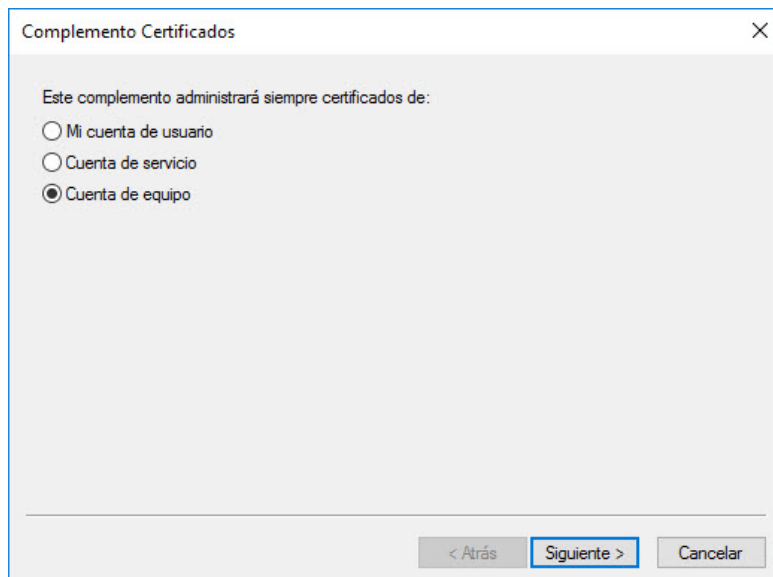 Complemento Certificados
Este complemento administrará siempre certificados de:
Mi cuenta de usuario
Cuenta de servicio
Cuenta de equipo
< Atrás Siguiente > Cancelar